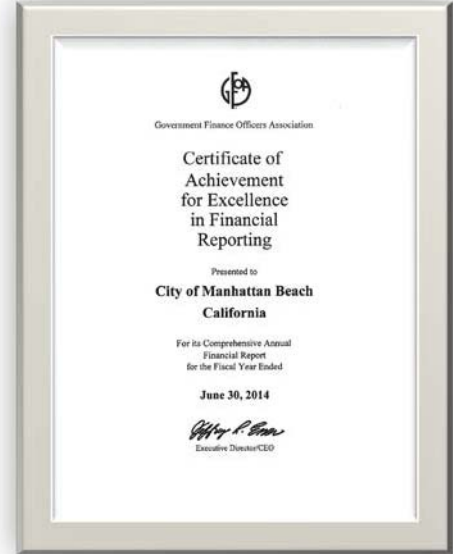 GFOA
Government Finance Officers Association
Certificate of
Achievement
for Excellence
in Financial
Reporting
Presented to
City of Manhattan Beach
California
For its Comprehensive Annual
Financial Report
for the Fiscal Year Ended
June 30, 2014
Executive Director/CEO